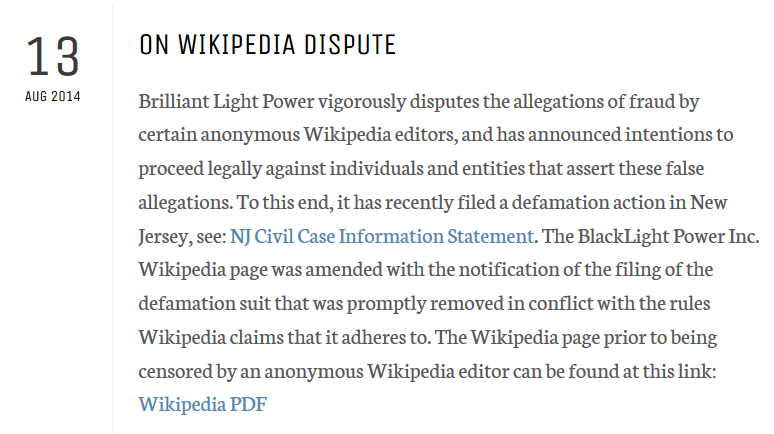 13
AUG 2014
ON WIKIPEDIA DISPUTE
Brilliant Light Power vigorously disputes the allegations of fraud by
certain anonymous Wikipedia editors, and has announced intentions to
proceed legally against individuals and entities that assert these false
allegations. To this end, it has recently filed a defamation action in New
Jersey, see: NJ Civil Case Information Statement. The BlackLight Power Inc.
Wikipedia page was amended with the notification of the filing of the
defamation suit that was promptly removed in conflict with the rules
Wikipedia claims that it adheres to. The Wikipedia page prior to being
censored by an anonymous Wikipedia editor can be found at this link:
Wikipedia PDF